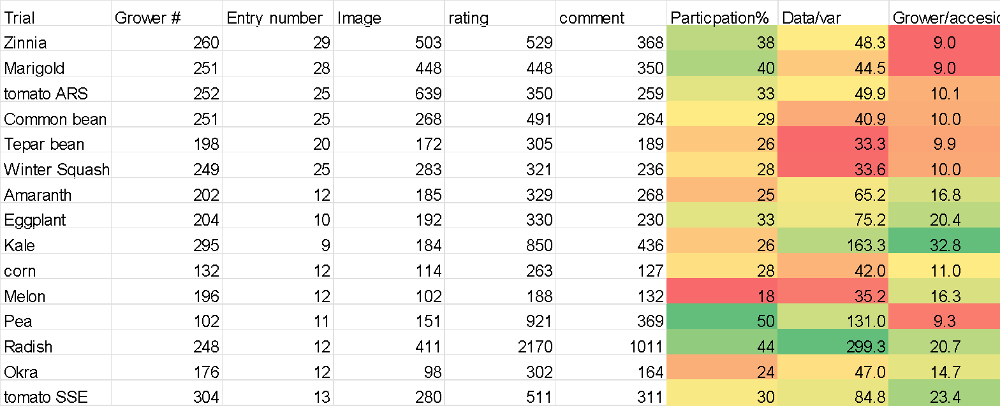 Trial Grower # Entry number Image rating comment Particpation% Data/var Grower/accesio
Zinnia 260 29 503 529 368 38 48.3 9.0
Marigold 251 28 448 448 350 40 44.5 9.0
tomato ARS 252 25 639 350 259 33 49.9 10.1
Common bean 251 25 268 491 264 29 40.9 10.0
Tepar bean 198 20 172 305 189 26 33.3 9.9
Winter Squash 249 25 283 321 236 28 33.6 10.0
Amaranth 202 12 185 329 268 25 65.2 16.8
Eggplant 204 10 192 330 230 33 75.2 20.4
Kale 295 9 184 850 436 26 163.3 32.8
corn 132 12 114 263 127 28 42.0 11.0
Melon 196 12 102 188 132 18 35.2 16.3
Pea 102 11 151 921 369 50 131.0 9.3
Radish 248 12 411 2170 1011 44 299.3 20.7
Okra 176 12 98 302 164 24 47.0 14.7
tomato SSE 304 13 280 511 311 30 84.8 23.4